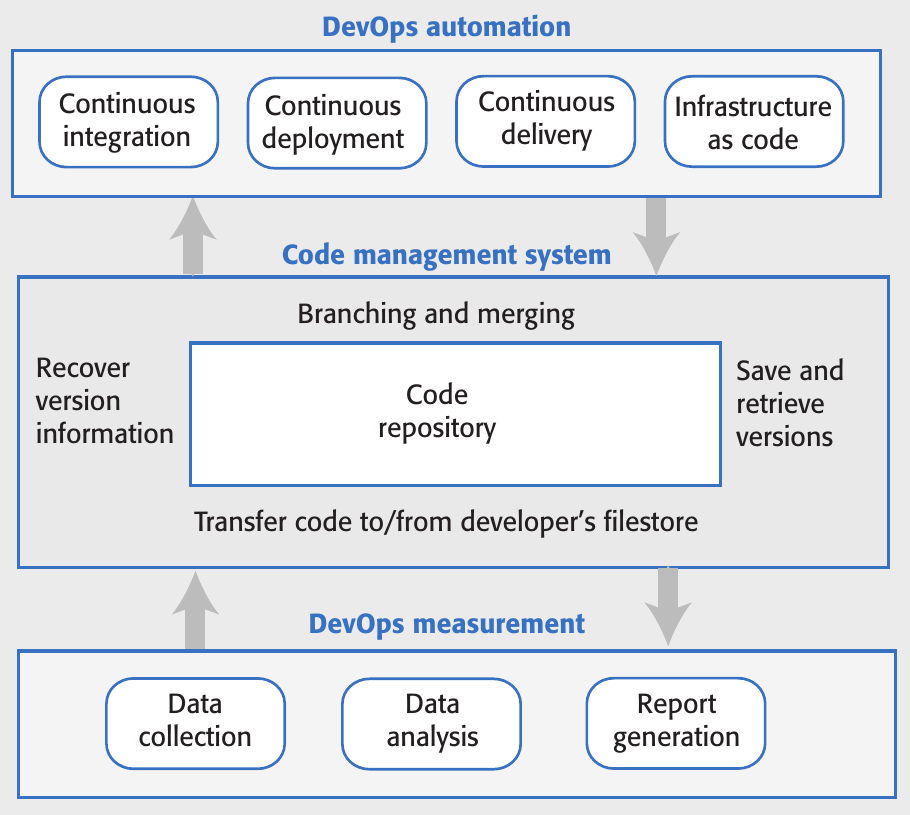 DevOps automation
Continuous
integration
Continuous
deployment
Continuous
delivery
Infrastructure
as code
Code management system
Branching and merging
Recover
version
information
Code
repository
Save and
retrieve
versions
Transfer code to/from developer’s filestore
DevOps measurement
Data
collection
Data
analysis
Report
generation